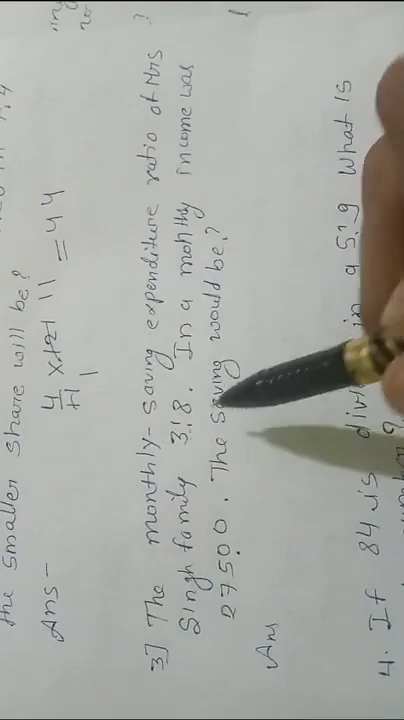 the smaller share will be?
Ans - 4/11 × 121 11 = 44
3] The monthly-saving expenditure ratio of Mrs
Singh family 3:8. In a monthly income was
27500. The saving would be?
Ans
4. If 84 is in a 5:9 What is